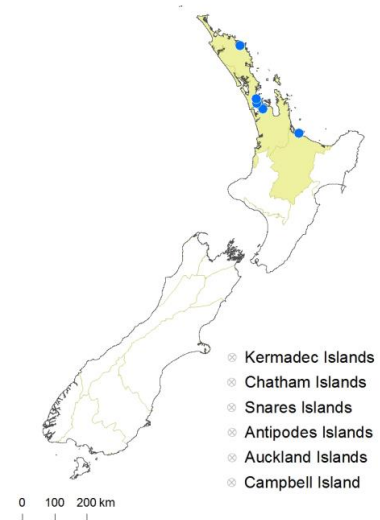 Kermadec Islands
Chatham Islands
Snares Islands
Antipodes Islands
Auckland Islands
Campbell Island
0 100 200 km